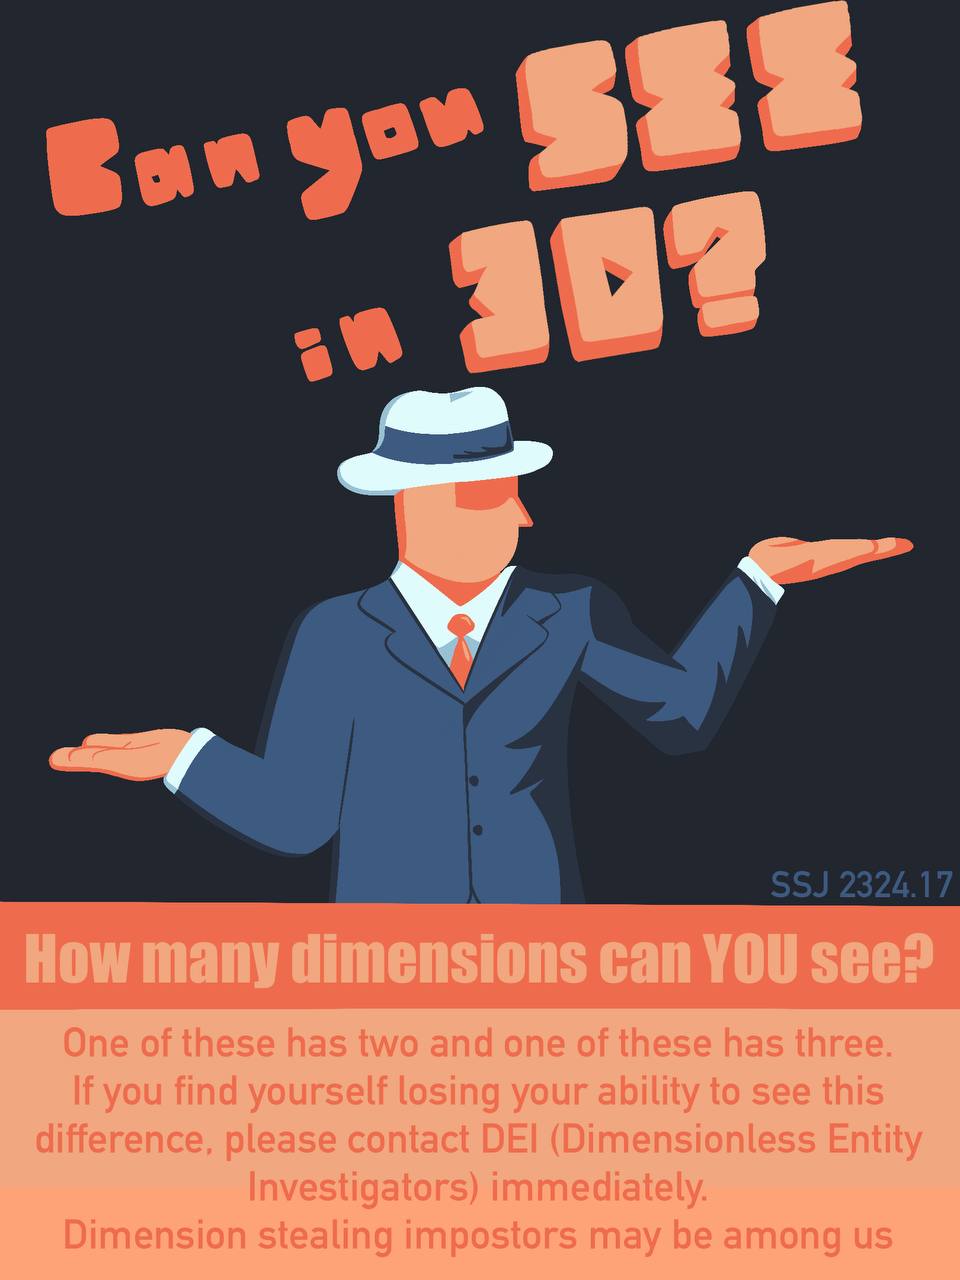 Can you SEE
in 3D?
SSJ 2324.17
How many dimensions can YOU see?
One of these has two and one of these has three.
If you find yourself losing your ability to see this
difference, please contact DEI (Dimensionless Entity
Investigators) immediately.
Dimension stealing impostors may be among us